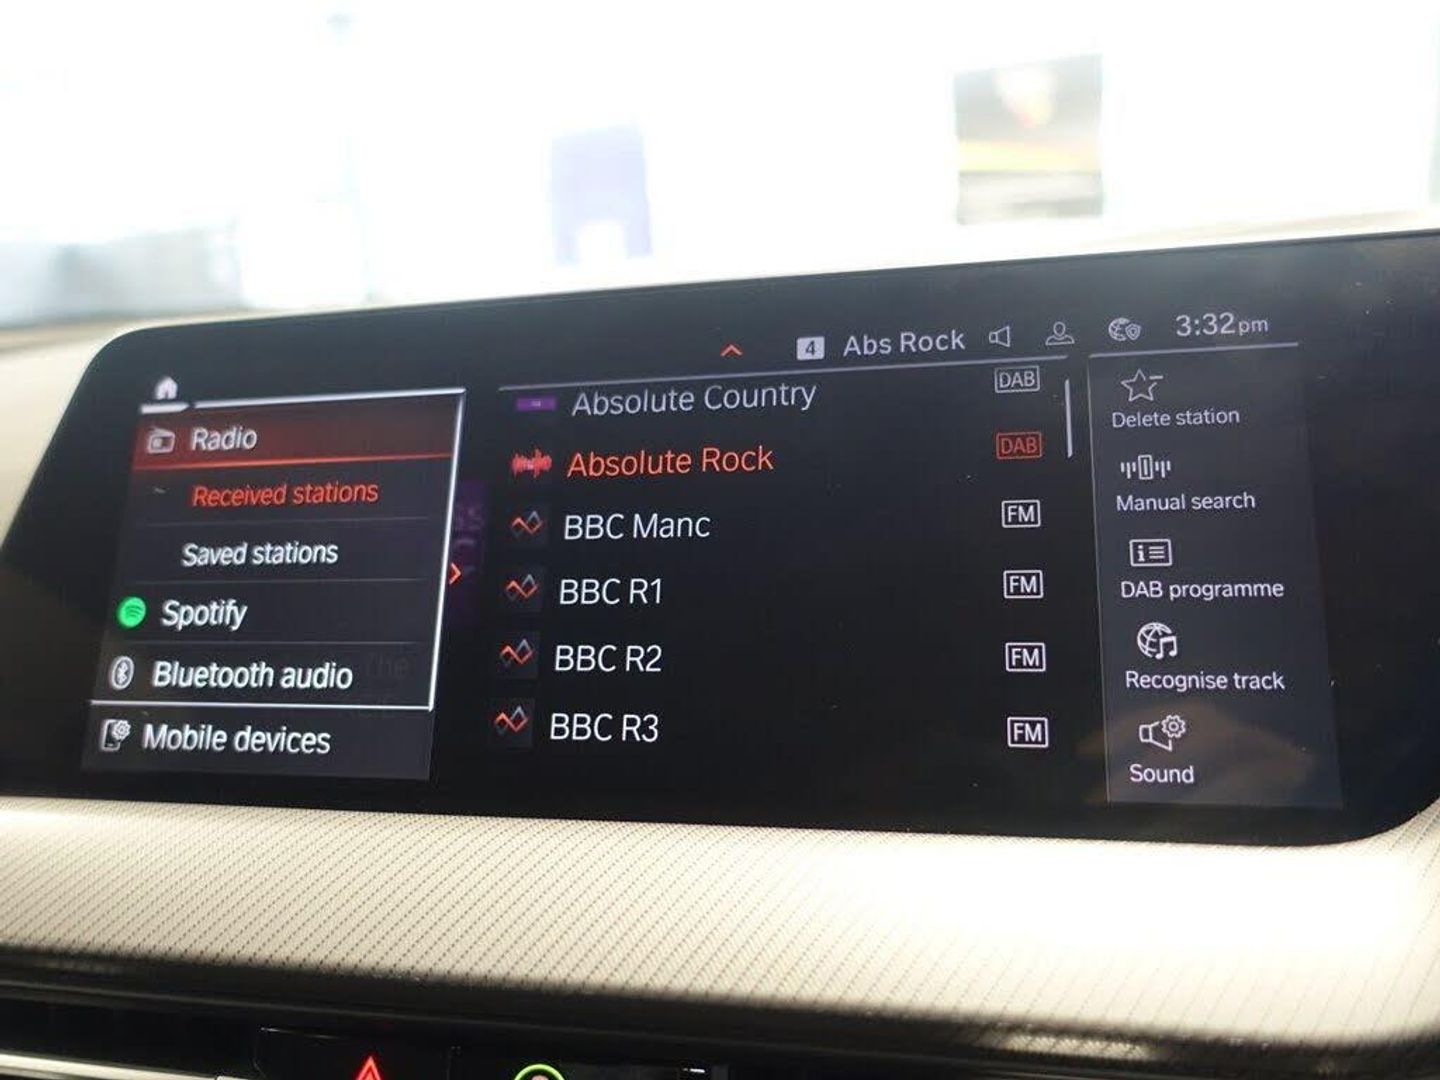 4 Abs Rock 3:32pm
Radio
Received stations
Saved stations
Spotify
Bluetooth audio
Mobile devices
Absolute Country DAB
Absolute Rock DAB
BBC Manc FM
BBC R1 FM
BBC R2 FM
BBC R3 FM
Delete station
Manual search
DAB programme
Recognise track
Sound